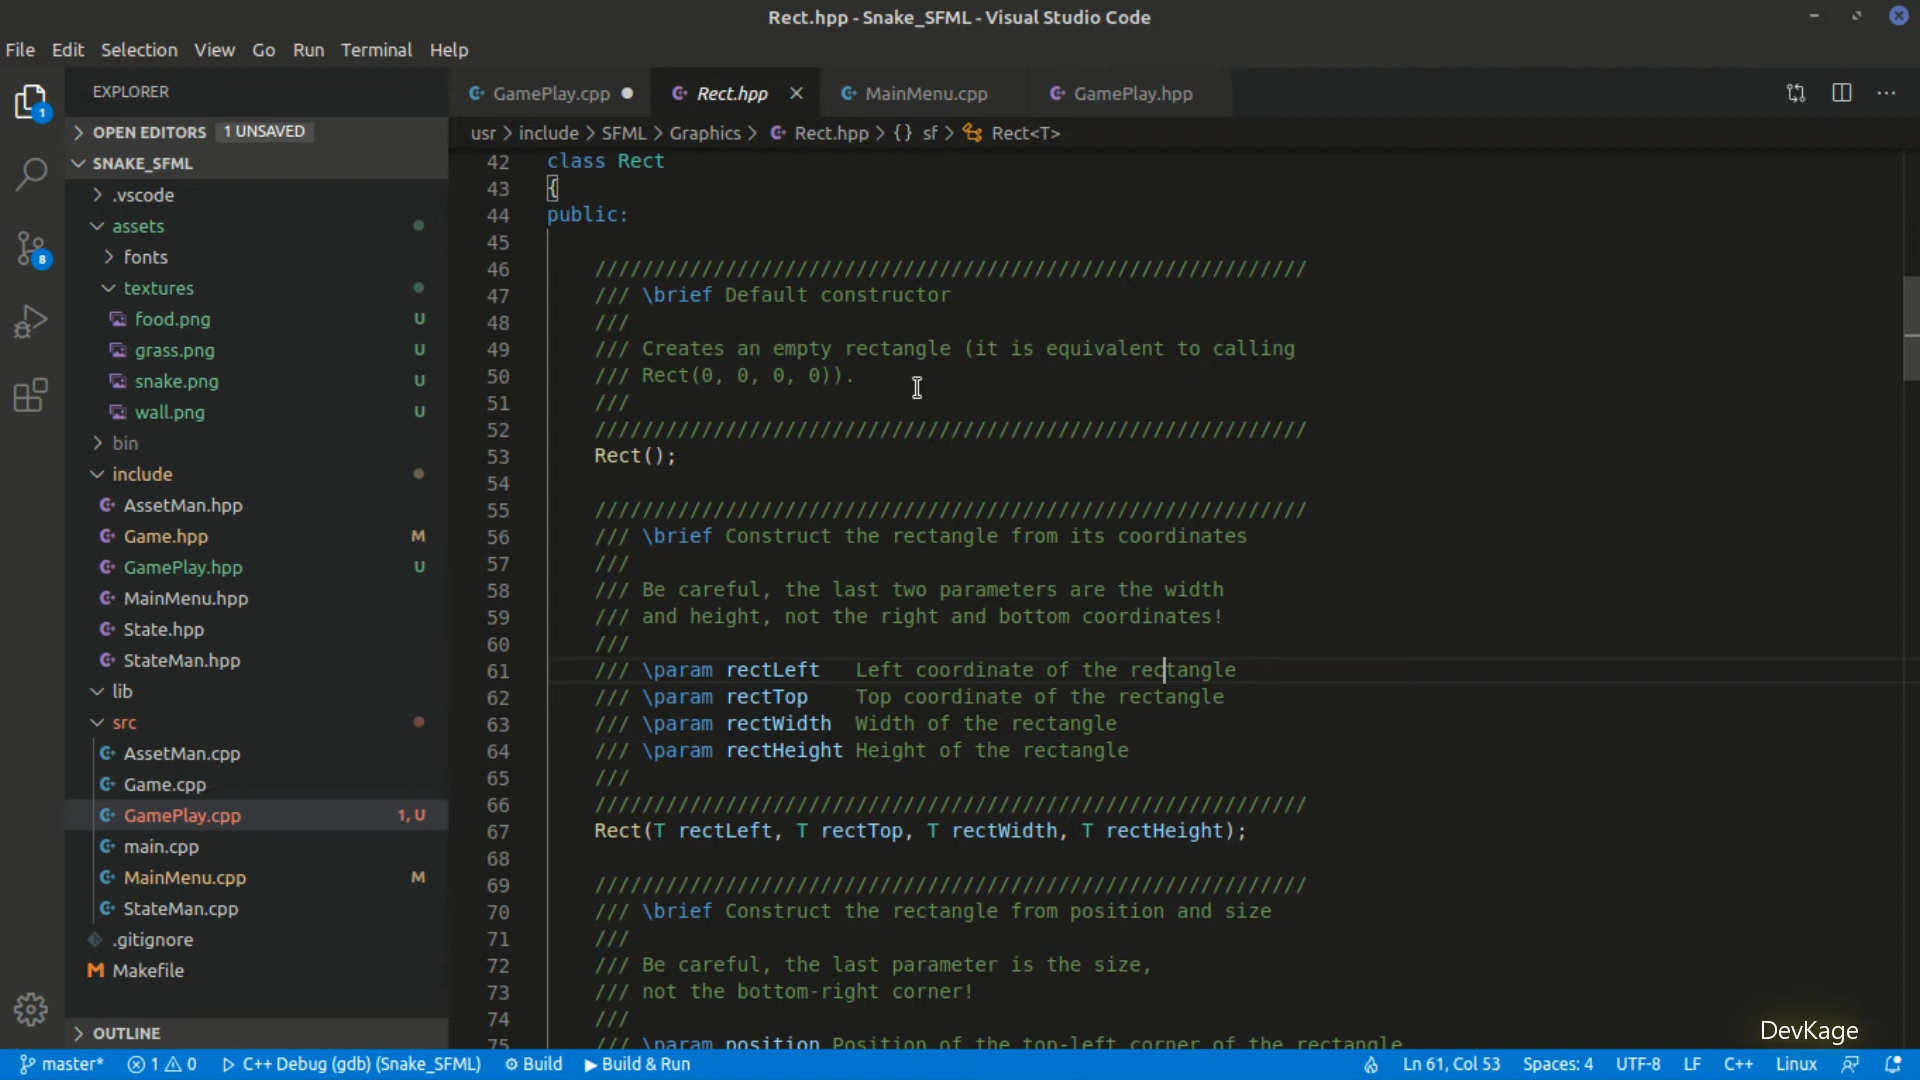 Rect.hpp - Snake_SFML - Visual Studio Code
File Edit Selection View Go Run Terminal Help
EXPLORER
GamePlay.cpp Rect.hpp MainMenu.cpp GamePlay.hpp
OPEN EDITORS 1 UNSAVED
usr include SFML Graphics Rect.hpp {} sf Rect<T>
SNAKE_SFML
.vscode
assets
fonts
textures
food.png U
grass.png U
snake.png U
wall.png U
bin
include
AssetMan.hpp
Game.hpp M
GamePlay.hpp U
MainMenu.hpp
State.hpp
StateMan.hpp
lib
src
AssetMan.cpp
Game.cpp
GamePlay.cpp 1, U
main.cpp
MainMenu.cpp M
StateMan.cpp
.gitignore
Makefile
OUTLINE
1
8
42 class Rect
43 {
44 public:
45
46 ////////////////////////////////////////////////////////////
47 /// \brief Default constructor
48 ///
49 /// Creates an empty rectangle (it is equivalent to calling
50 /// Rect(0, 0, 0, 0)).
51 ///
52 ////////////////////////////////////////////////////////////
53 Rect();
54
55 ////////////////////////////////////////////////////////////
56 /// \brief Construct the rectangle from its coordinates
57 ///
58 /// Be careful, the last two parameters are the width
59 /// and height, not the right and bottom coordinates!
60 ///
61 /// \param rectLeft   Left coordinate of the rectangle
62 /// \param rectTop    Top coordinate of the rectangle
63 /// \param rectWidth  Width of the rectangle
64 /// \param rectHeight Height of the rectangle
65 ///
66 ////////////////////////////////////////////////////////////
67 Rect(T rectLeft, T rectTop, T rectWidth, T rectHeight);
68
69 ////////////////////////////////////////////////////////////
70 /// \brief Construct the rectangle from position and size
71 ///
72 /// Be careful, the last parameter is the size,
73 /// not the bottom-right corner!
74 ///
75 /// \param position Position of the top-left corner of the rectangle
DevKage
master* 1 0 C++ Debug (gdb) (Snake_SFML) Build Build & Run Ln 61, Col 53 Spaces: 4 UTF-8 LF C++ Linux